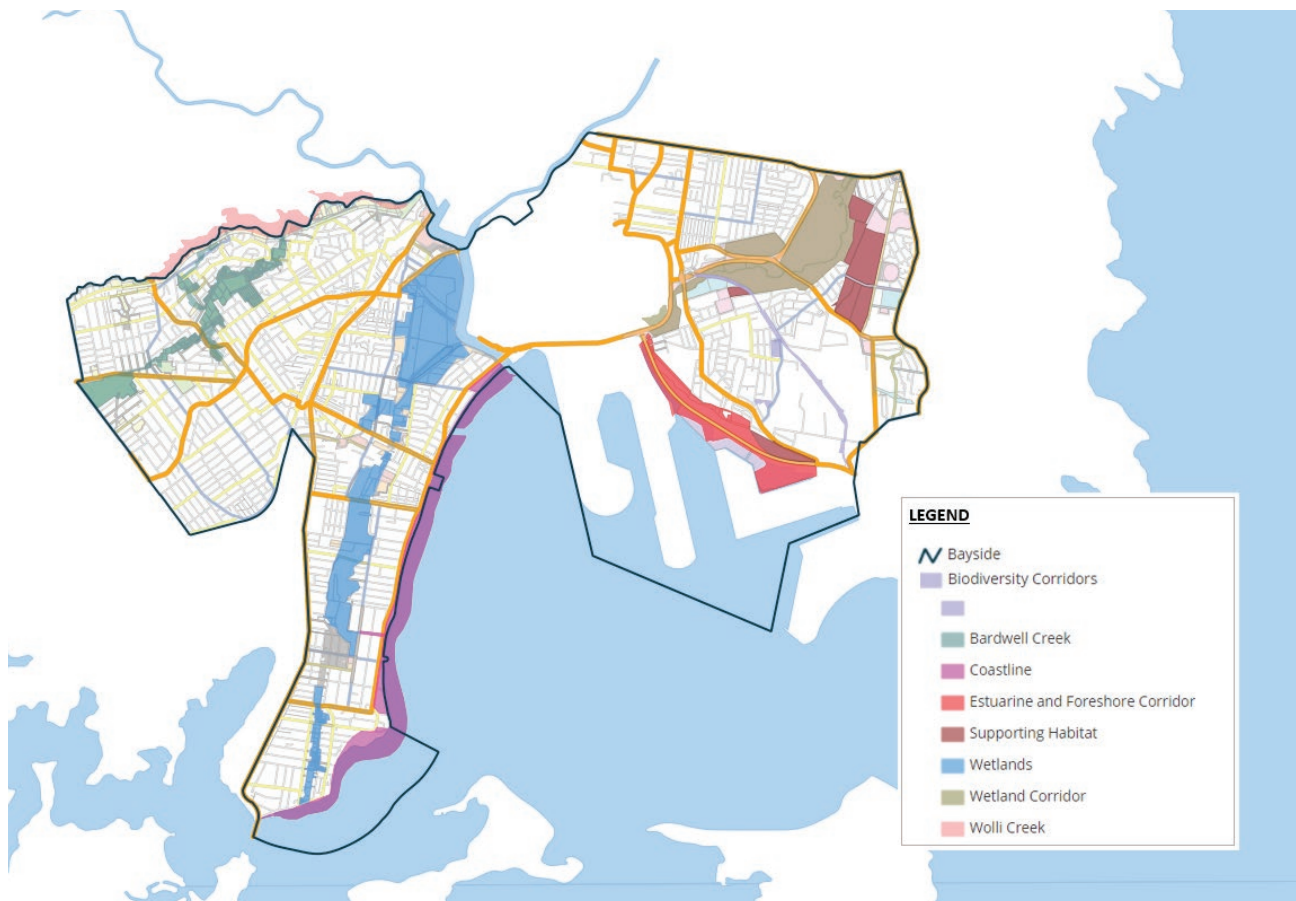 LEGEND
Bayside
Biodiversity Corridors
Bardwell Creek
Coastline
Estuarine and Foreshore Corridor
Supporting Habitat
Wetlands
Wetland Corridor
Wolli Creek